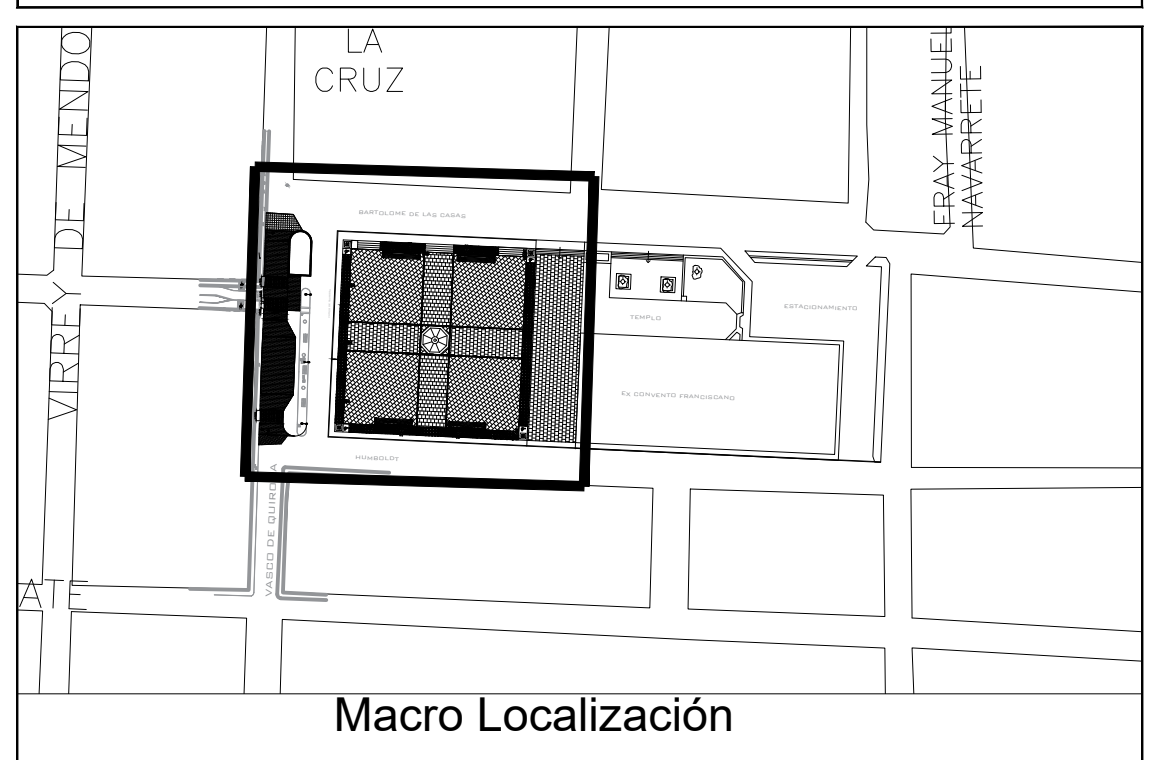 LA
CRUZ
VIRREY DE MENDO
FRAY MANUEL
NAVARRETE
BARTOLOME DE LAS CASAS
TEMPLO
ESTACIONAMIENTO
EX CONVENTO FRANCISCANO
HUMBOLDT
VASCO DE QUIROGA
ATE
Macro Localización